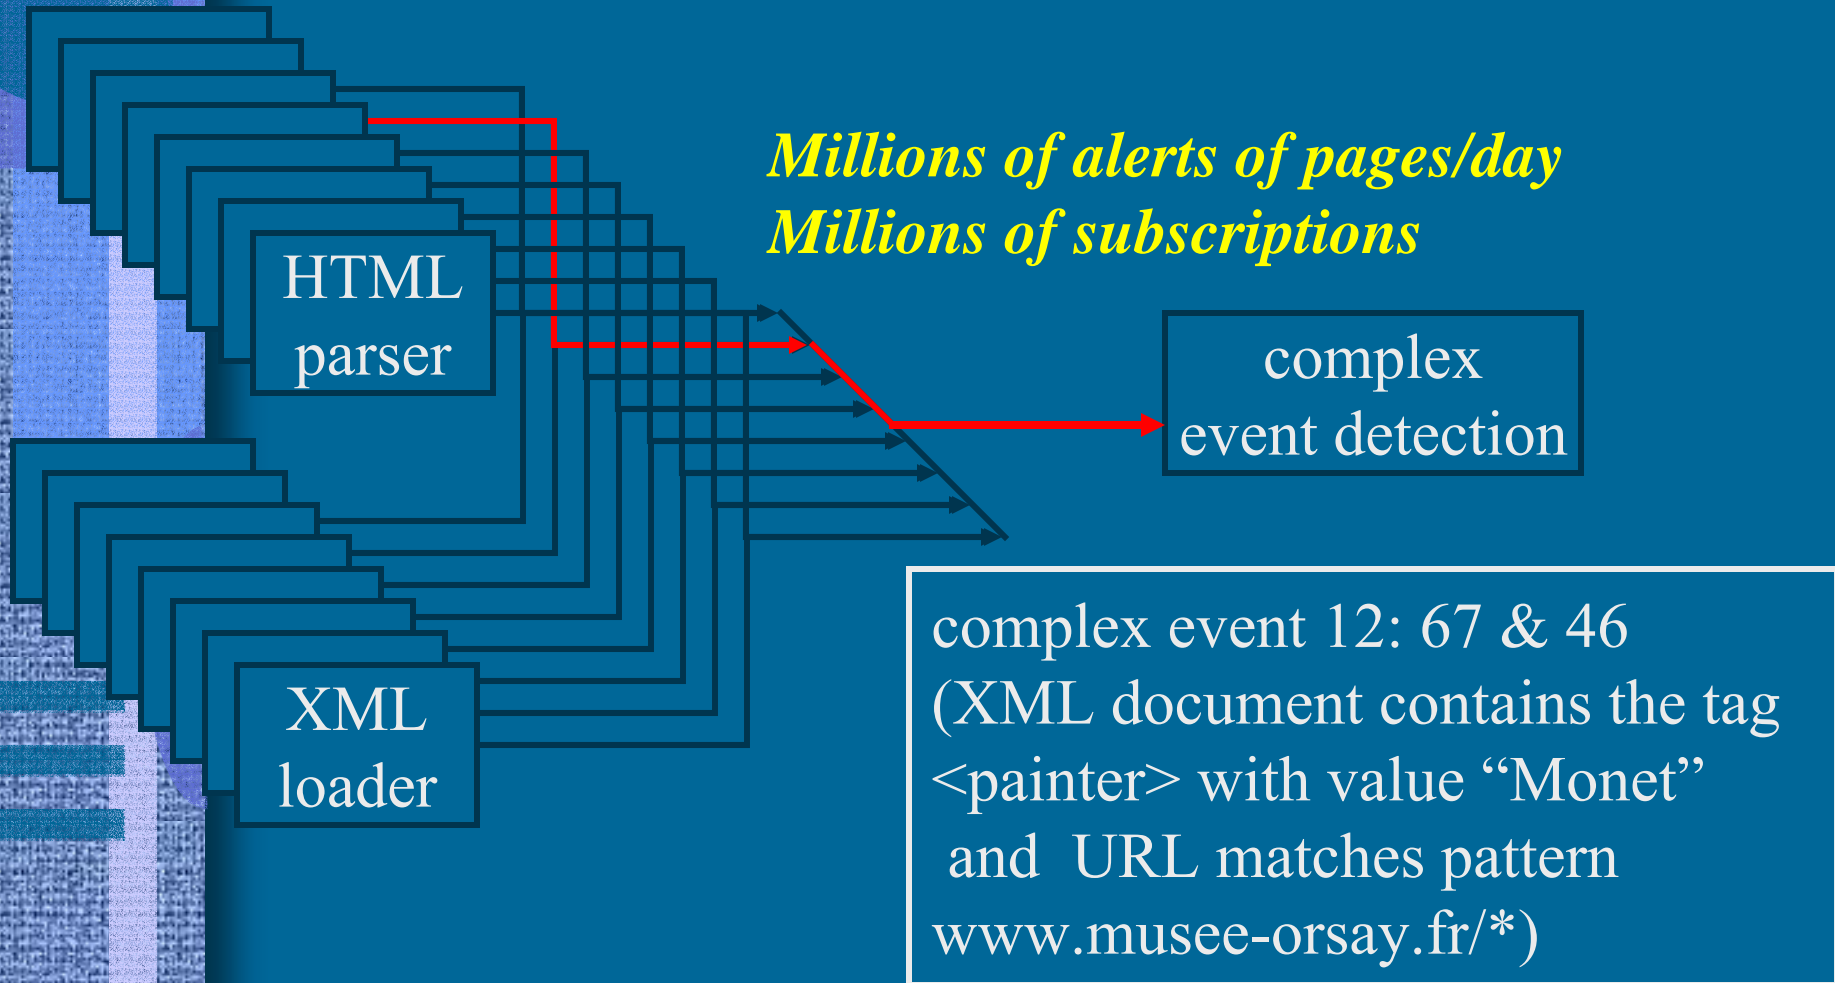 Millions of alerts of pages/day
Millions of subscriptions
HTML
parser
complex
event detection
XML
loader
complex event 12: 67 & 46
(XML document contains the tag
<painter> with value “Monet”
and URL matches pattern
www.musee-orsay.fr/*)